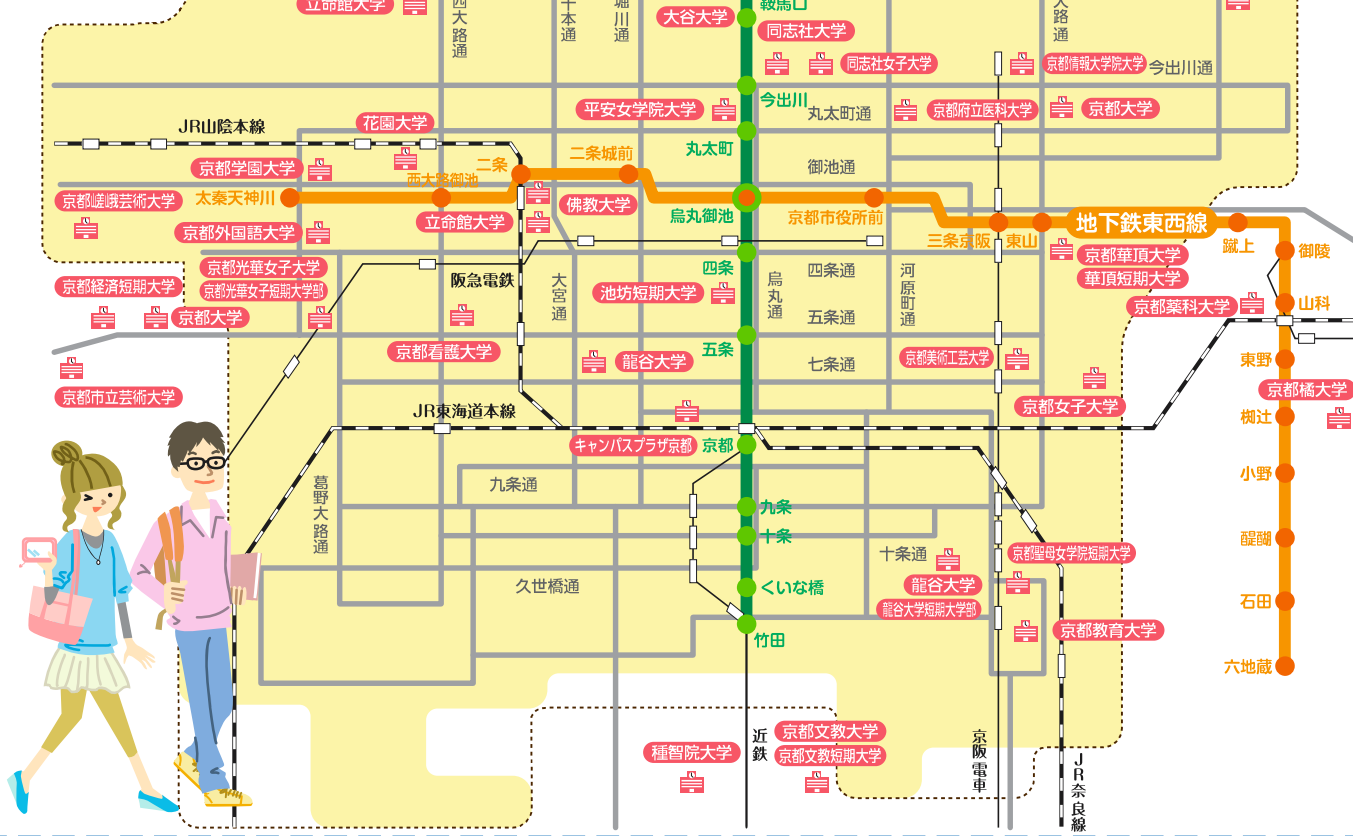 立命館大学
西大路通
千本通
堀川通
大谷大学
鞍馬口
同志社大学
同志社女子大学
京都情報大学院大学
今出川通
今出川
平安女学院大学
丸太町通
京都府立医科大学
京都大学
JR山陰本線
花園大学
丸太町
二条城前
二条
御池通
京都学園大学
西大路御池
太秦天神川
京都嵯峨芸術大学
立命館大学
佛教大学
烏丸御池
京都市役所前
地下鉄東西線
三条京阪
東山
蹴上
御陵
京都外国語大学
京都華頂大学
華頂短期大学
京都光華女子大学
京都光華女子短期大学部
阪急電鉄
大宮通
四条
烏丸通
四条通
河原町通
京都経済短期大学
京都大学
池坊短期大学
五条通
京都薬科大学
山科
五条
京都看護大学
龍谷大学
七条通
京都美術工芸大学
東野
京都市立芸術大学
京都橘大学
JR東海道本線
京都女子大学
椥辻
キャンパスプラザ京都
京都
小野
葛野大路通
九条通
九条
十条
醍醐
十条通
京都聖母女学院短期大学
久世橋通
くいな橋
龍谷大学
龍谷大学短期大学部
石田
竹田
京都教育大学
六地蔵
近鉄
京都文教大学
京都文教短期大学
種智院大学
京阪電車
JR奈良線